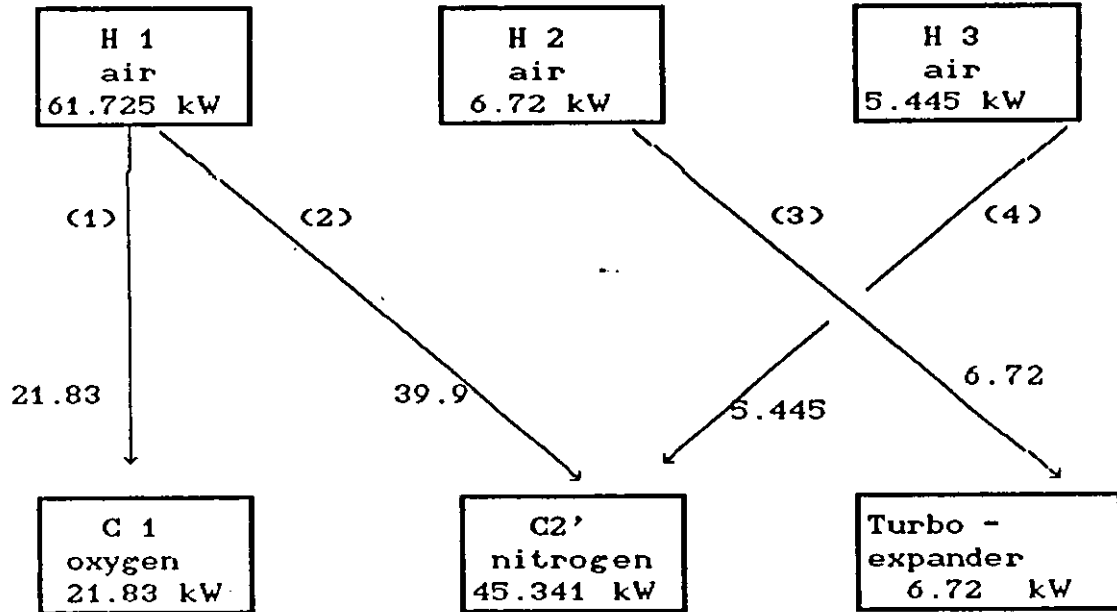 H 1
air
61.725 kW
H 2
air
6.72 kW
H 3
air
5.445 kW
(1)
(2)
(3)
(4)
21.83
39.9
5.445
6.72
C 1
oxygen
21.83 kW
C2'
nitrogen
45.341 kW
Turbo -
expander
6.72 kW